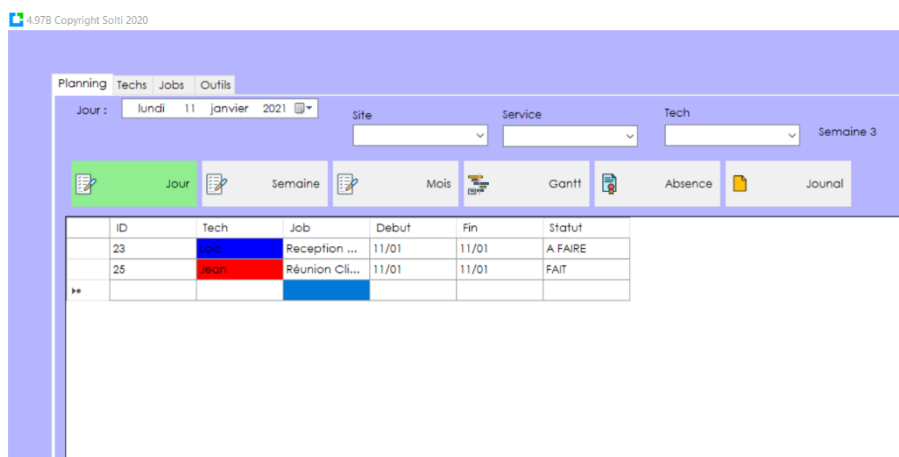 4.97B Copyright Solti 2020
Planning Techs Jobs Outils
Jour : lundi 11 janvier 2021
Site Service Tech
Semaine 3
Jour Semaine Mois Gantt Absence Jounal
ID Tech Job Debut Fin Statut
23 Loic Reception ... 11/01 11/01 A FAIRE
25 Jean Réunion Cli... 11/01 11/01 FAIT